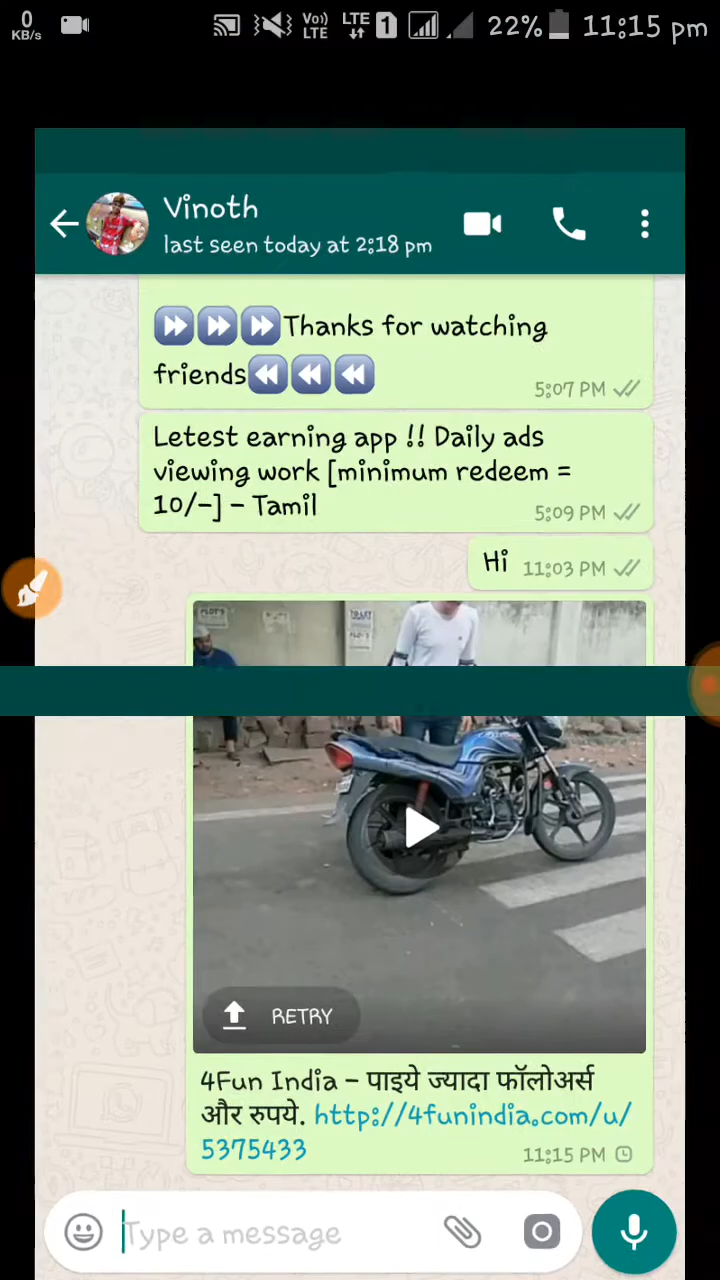 0
KB/s
Vo))
LTE
LTE
1
22%
11:15 pm
Vinoth
last seen today at 2:18 pm
Thanks for watching
friends
5:07 PM
Letest earning app !! Daily ads
viewing work [minimum redeem =
10/-] - Tamil
5:09 PM
Hi
11:03 PM
TO LET
RETRY
4Fun India – पाइये ज्यादा फॉलोअर्स
और रुपये. http://4funindia.com/u/
5375433
11:15 PM
Type a message